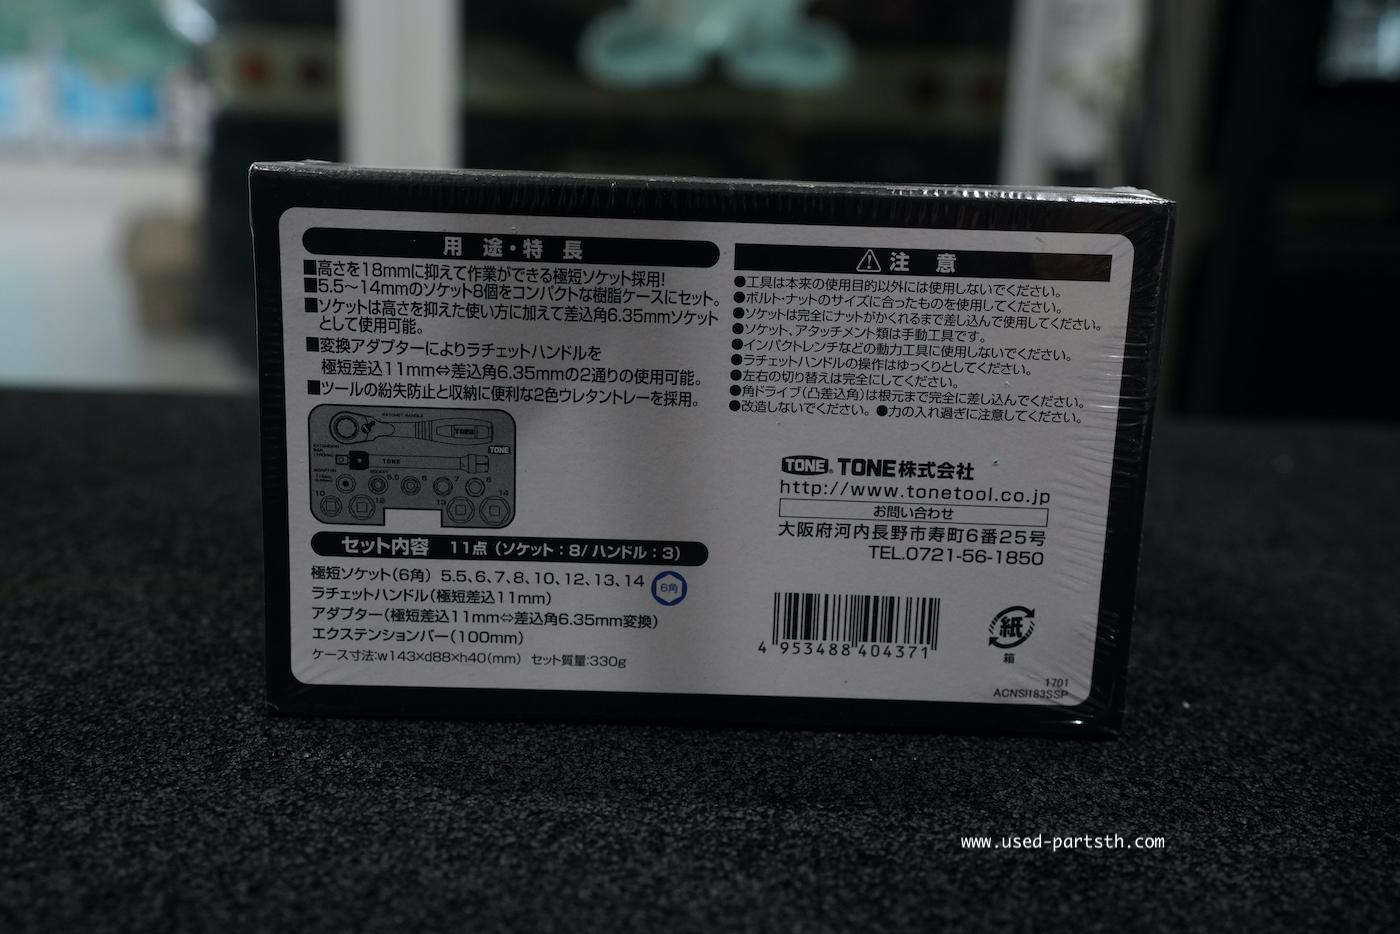 用途・特長
■高さを18mmに抑えて作業ができる極短ソケット採用!
■5.5〜14mmのソケット8個をコンパクトな樹脂ケースにセット。
■ソケットは高さを抑えた使い方に加えて差込角6.35mmソケット
として使用可能。
■変換アダプターによりラチェットハンドルを
極短差込11mm⇔差込角6.35mmの2通りの使用可能。
■ツールの紛失防止と収納に便利な2色ウレタントレーを採用。
RATCHET HANDLE
TONE
TONE
EXTENSION BAR
TONE
ADAPTOR
SOCKET
5.5 6 7 8
10 12 13 14
セット内容 11点(ソケット:8/ハンドル:3)
極短ソケット(6角) 5.5、6、7、8、10、12、13、14
6角
ラチェットハンドル(極短差込11mm)
アダプター(極短差込11mm⇔差込角6.35mm変換)
エクステンションバー(100mm)
ケース寸法:w143×d88×h40(mm) セット質量:330g
注意
●工具は本来の使用目的以外には使用しないでください。
●ボルト・ナットのサイズに合ったものを使用してください。
●ソケットは完全にナットがかくれるまで差し込んで使用してください。
●ソケット、アタッチメント類は手動工具です。
●インパクトレンチなどの動力工具に使用しないでください。
●ラチェットハンドルの操作はゆっくりとしてください。
●左右の切り替えは完全にしてください。
●角ドライブ(凸差込角)は根元まで完全に差し込んでください。
●改造しないでください。 ●力の入れ過ぎに注意してください。
TONE® TONE株式会社
http://www.tonetool.co.jp
お問い合わせ
大阪府河内長野市寿町6番25号
TEL.0721-56-1850
4 953488 404371
紙
箱
1701
ACNSI183SSP
www.used-partsth.com